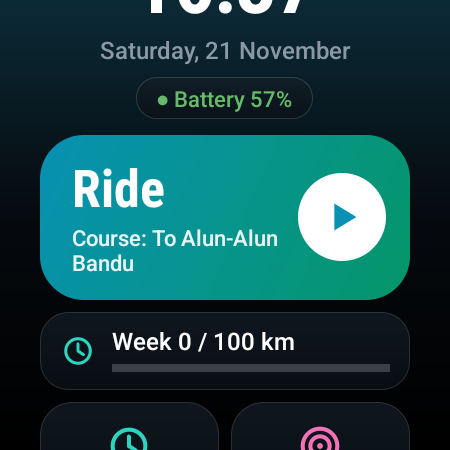 Saturday, 21 November
Battery 57%
Ride
Course: To Alun-Alun
Bandu
Week 0 / 100 km